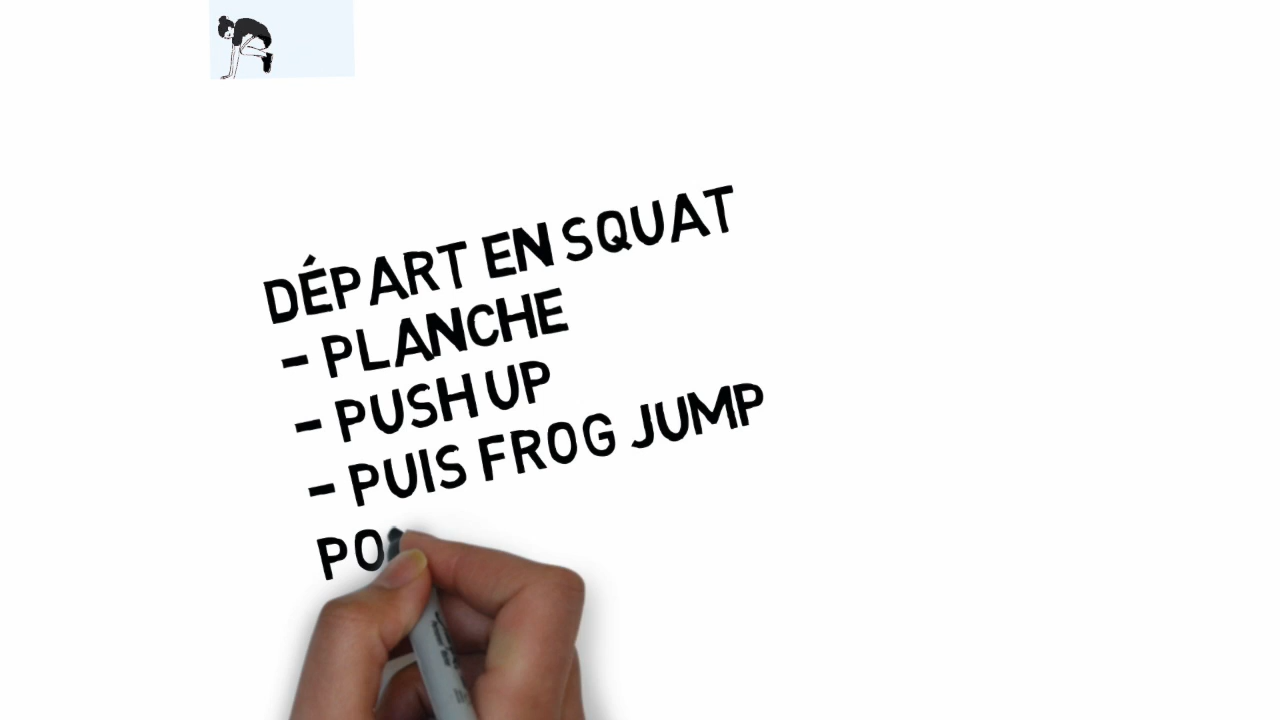 DÉPART EN SQUAT
- PLANCHE
- PUSH UP
- PUIS FROG JUMP
PO